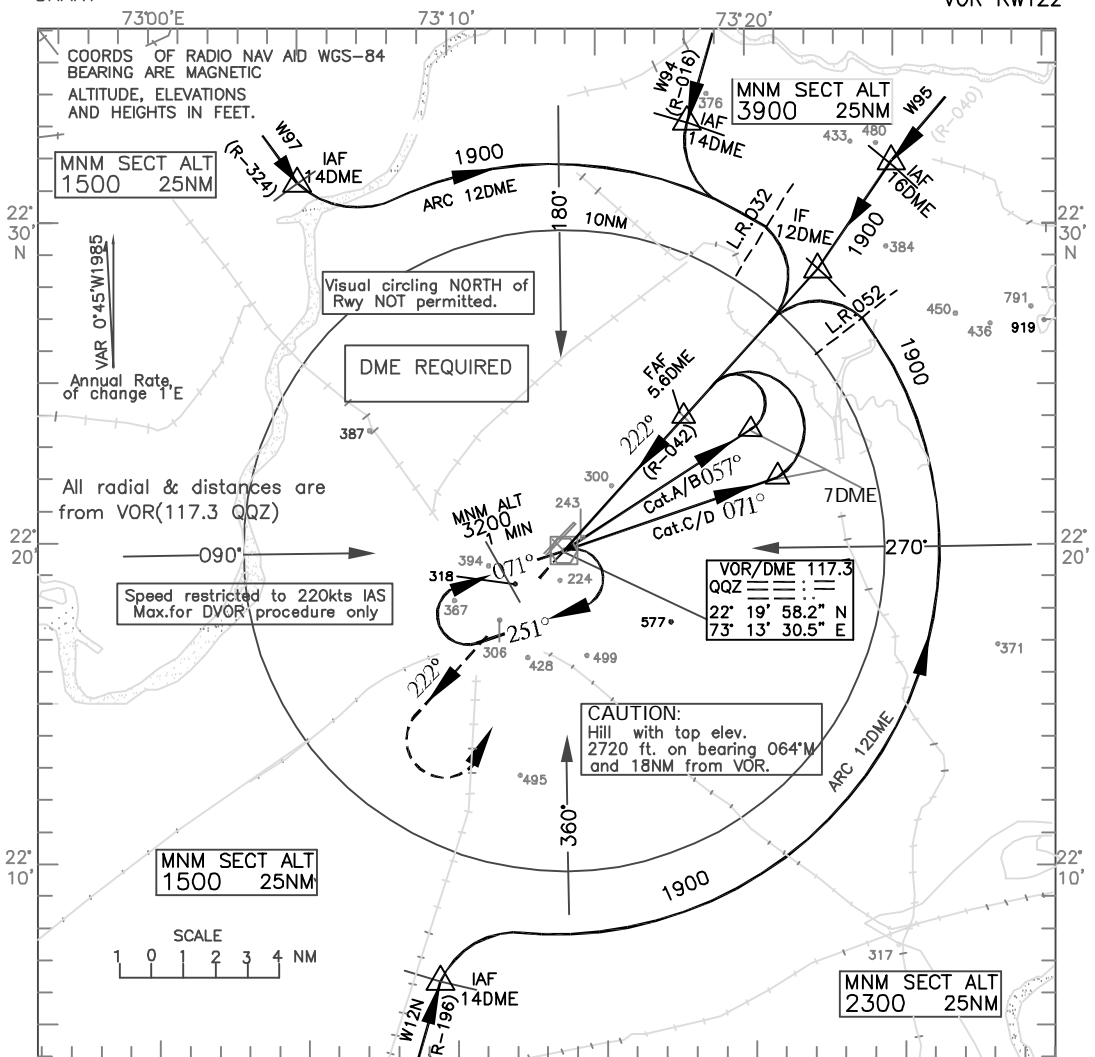 VOR RWY22
73°00'E
73°10'
73°20'
COORDS OF RADIO NAV AID WGS-84
BEARING ARE MAGNETIC
ALTITUDE, ELEVATIONS
AND HEIGHTS IN FEET.
MNM SECT ALT
1500 25NM
W97
(R-324)
IAF
14DME
1900
ARC 12DME
W94
(R-016)
376
IAF
14DME
MNM SECT ALT
3900 25NM
433
480
W95
(R-040)
IAF
16DME
1900
384
IF
12DME
L.R.032
L.R.052
180°
10NM
22°
30'
N
22°
30'
N
VAR 0°45'W1985
Annual Rate
of change 1'E
Visual circling NORTH of
Rwy NOT permitted.
DME REQUIRED
450
436
791
919
1900
FAF
5.6DME
222°
(R-042)
387
300
243
Cat.A/B057°
Cat.C/D 071°
7DME
All radial & distances are
from VOR(117.3 QQZ)
MNM ALT
3200
1 MIN
090°
270°
22°
20'
22°
20'
394
071°
318
367
224
Speed restricted to 220kts IAS
Max.for DVOR procedure only
VOR/DME 117.3
QQZ
22° 19' 58.2" N
73° 13' 30.5" E
251°
577
306
428
499
371
222°
CAUTION:
Hill with top elev.
2720 ft. on bearing 064°M
and 18NM from VOR.
495
ARC 12DME
360°
22°
10'
22°
10'
MNM SECT ALT
1500 25NM
1900
SCALE
1 0 1 2 3 4 NM
317
IAF
14DME
W12N
R-196)
MNM SECT ALT
2300 25NM